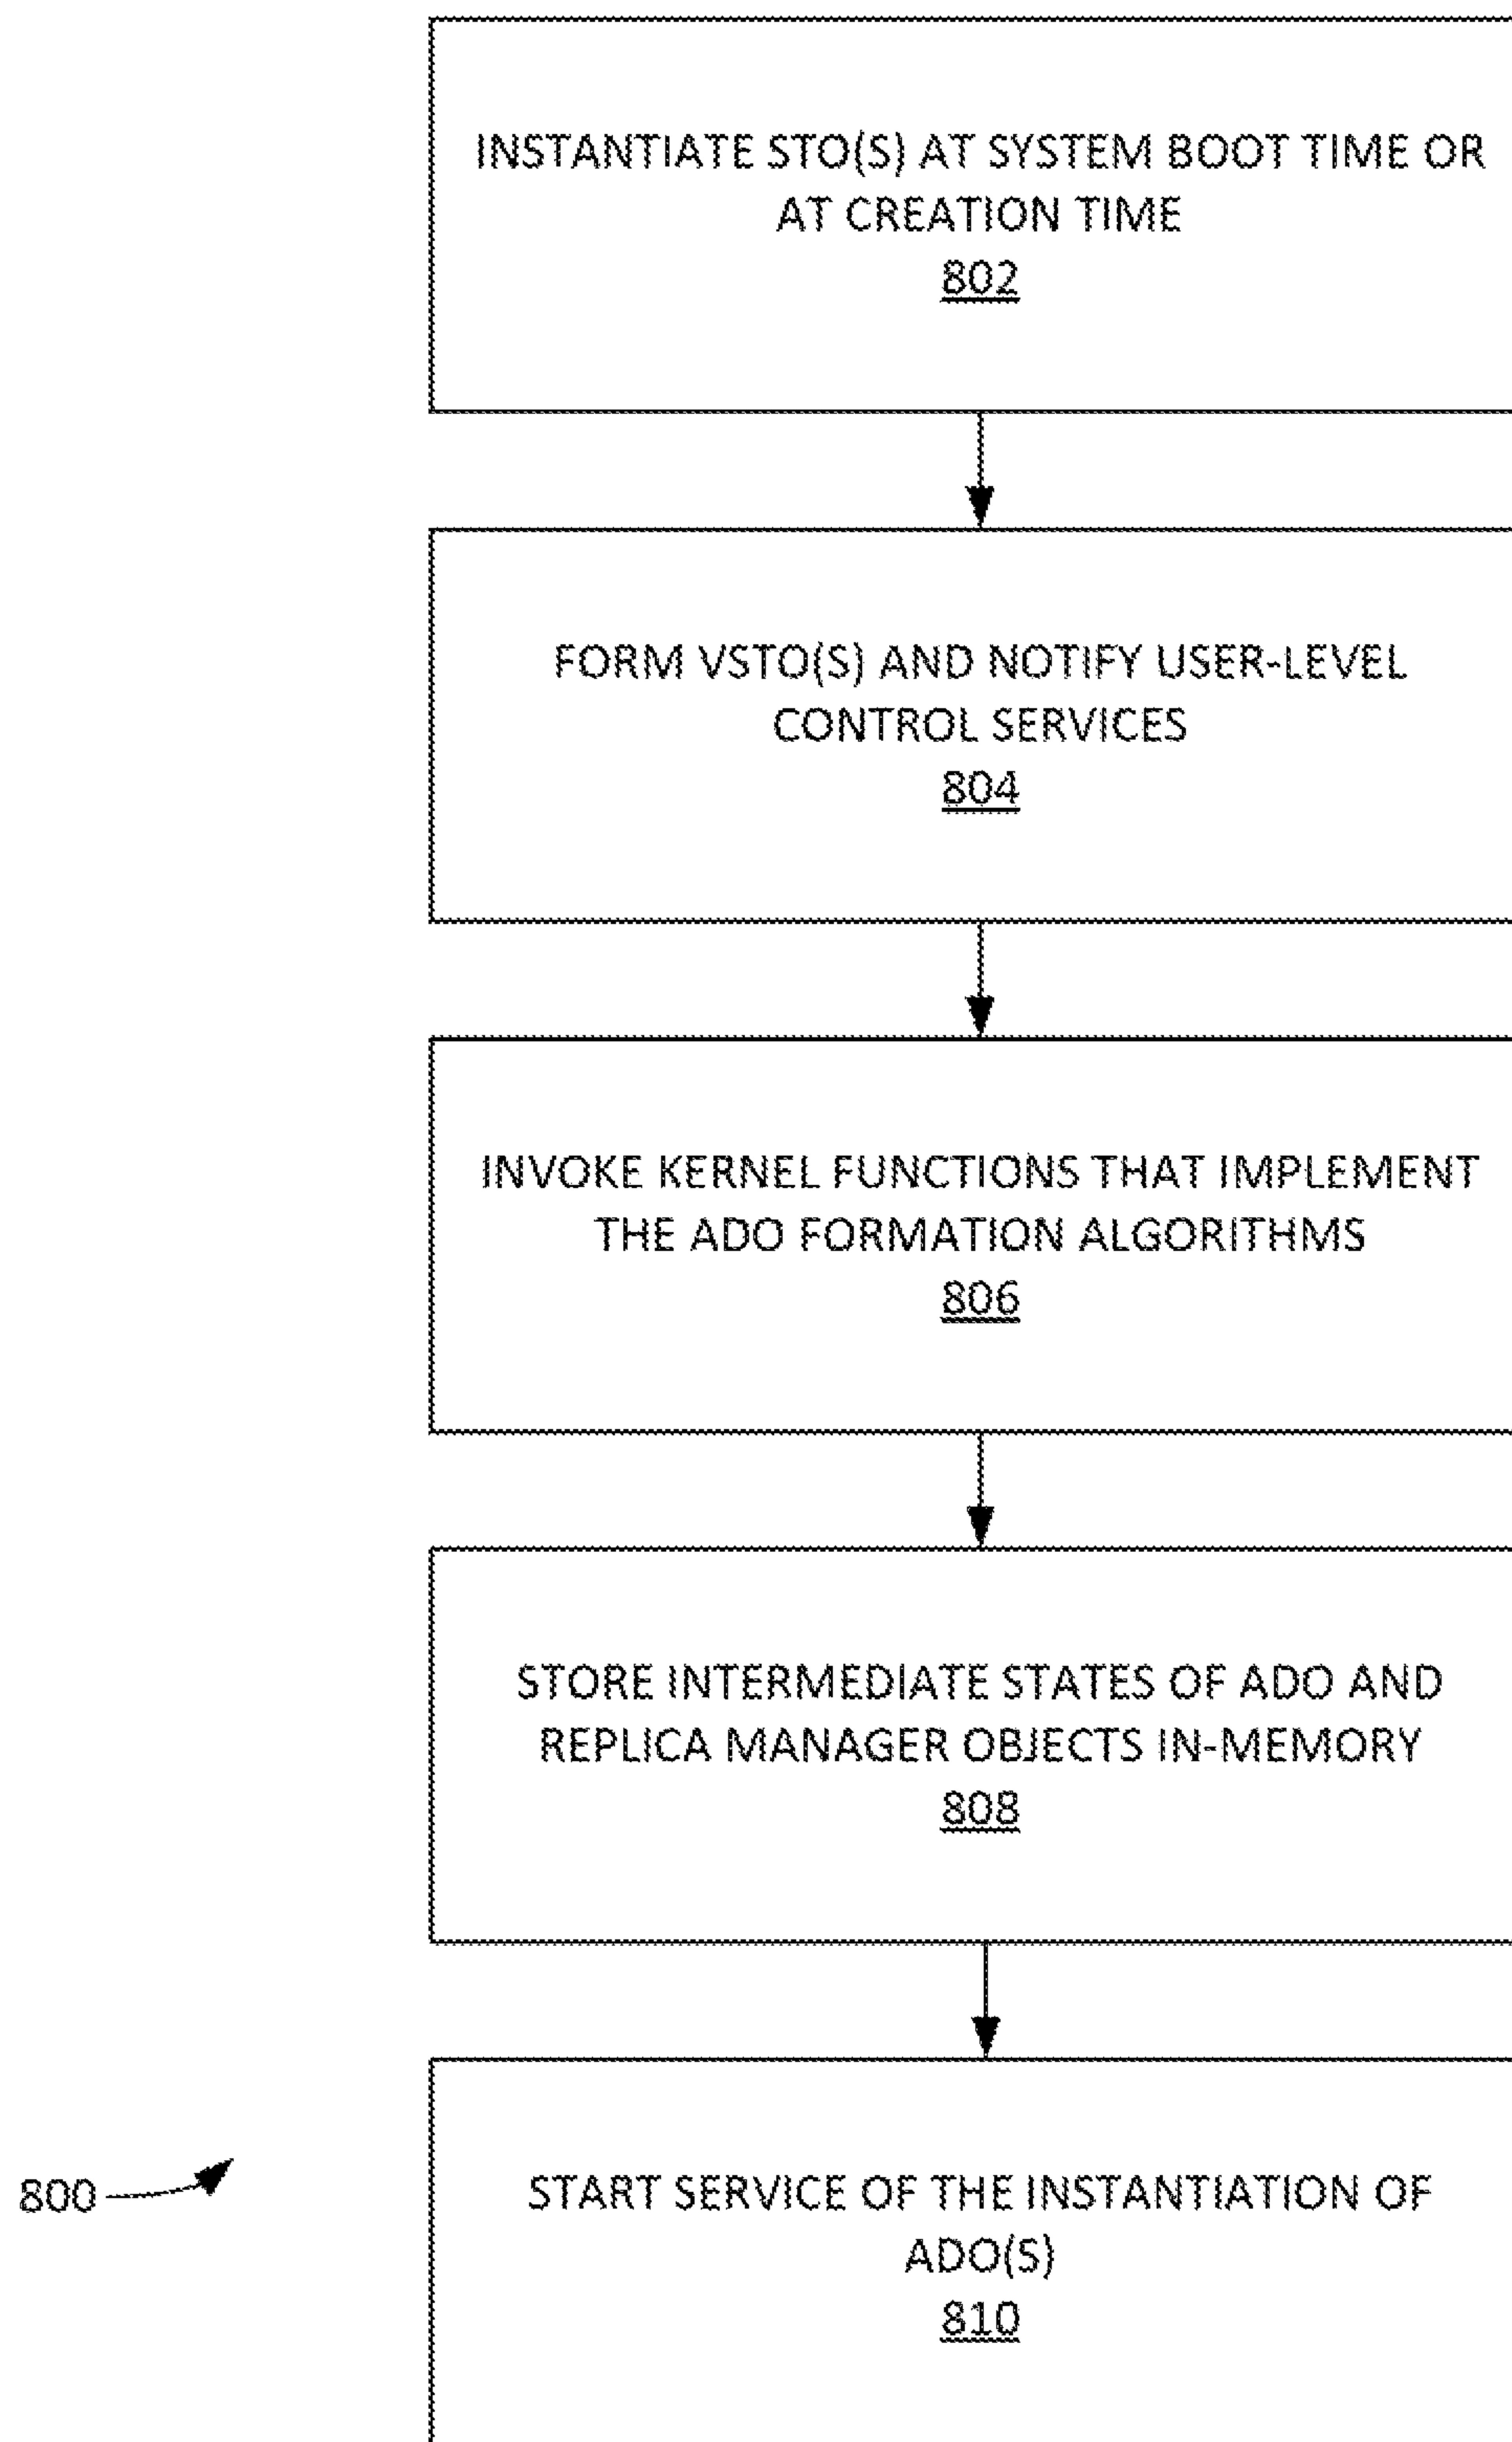 INSTANTIATE STO(S) AT SYSTEM BOOT TIME OR
AT CREATION TIME
802
FORM VSTO(S) AND NOTIFY USER-LEVEL
CONTROL SERVICES
804
INVOKE KERNEL FUNCTIONS THAT IMPLEMENT
THE ADO FORMATION ALGORITHMS
806
STORE INTERMEDIATE STATES OF ADO AND
REPLICA MANAGER OBJECTS IN-MEMORY
808
START SERVICE OF THE INSTANTIATION OF
ADO(S)
810
800